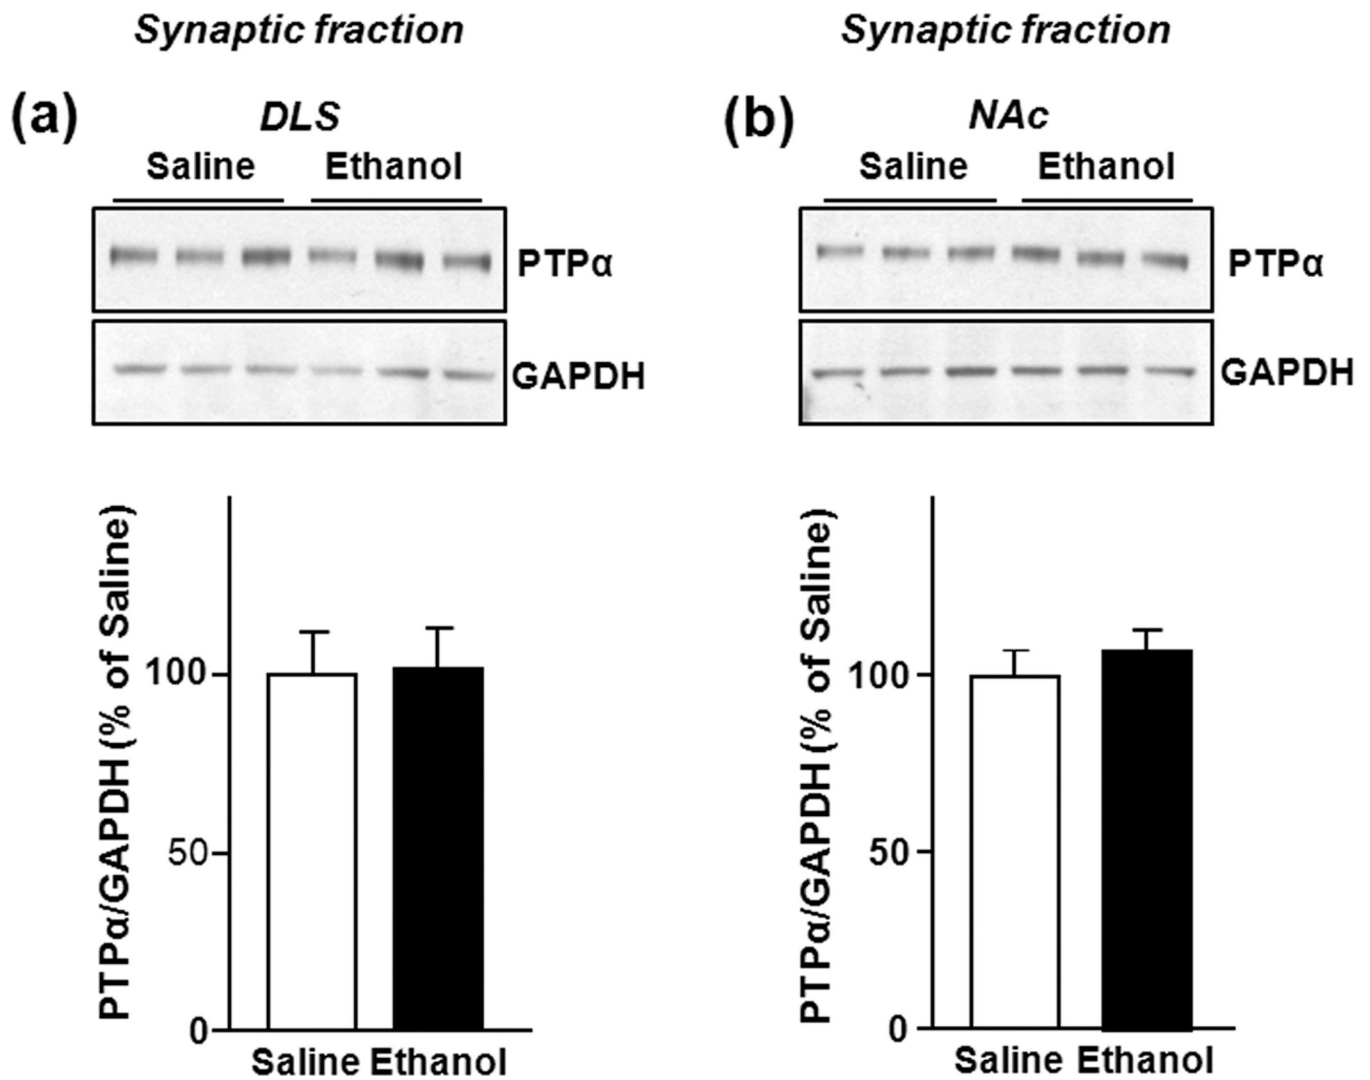 Synaptic fraction
(a)
DLS
Saline Ethanol
PTPα
GAPDH
PTPα/GAPDH (% of Saline)
100
50
0
Saline Ethanol
Synaptic fraction
(b)
NAc
Saline Ethanol
PTPα
GAPDH
PTPα/GAPDH (% of Saline)
100
50
0
Saline Ethanol